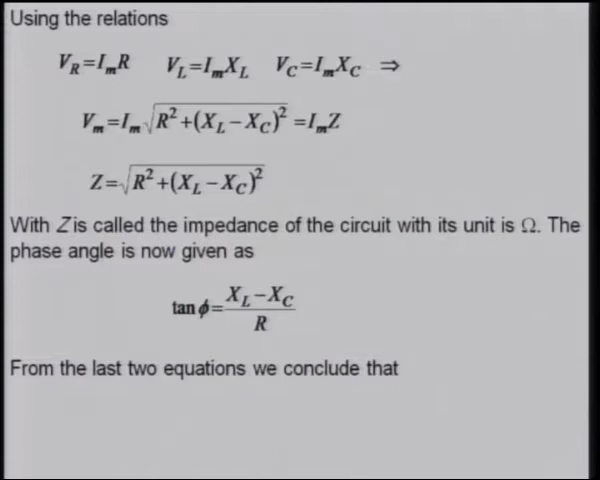 Using the relations
V_R=I_mR V_L=I_mX_L V_C=I_mX_C ⇒
V_m=I_m√(R²+(X_L−X_C)²)=I_mZ
Z=√(R²+(X_L−X_C)²)
With Z is called the impedance of the circuit with its unit is Ω. The
phase angle is now given as
tan ϕ=(X_L−X_C)/R
From the last two equations we conclude that